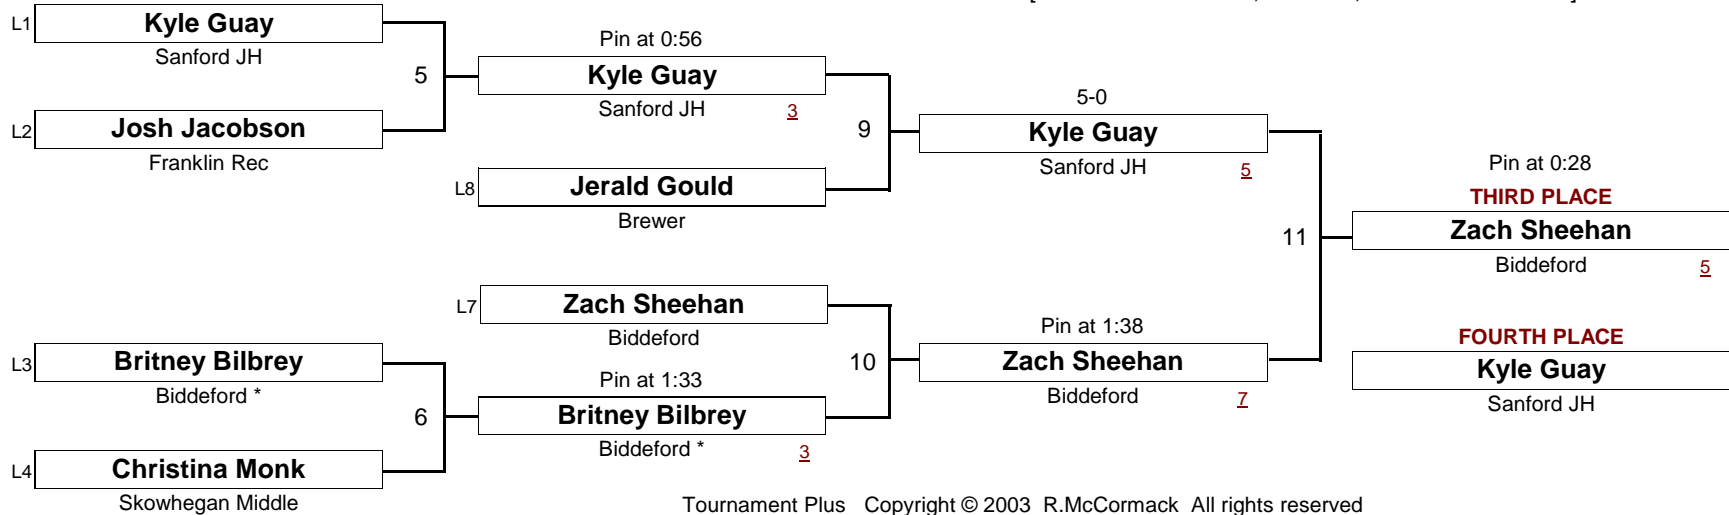 L1 Kyle Guay
Sanford JH
5
L2 Josh Jacobson
Franklin Rec
Pin at 0:56
Kyle Guay
Sanford JH 3
9
L8 Jerald Gould
Brewer
5-0
Kyle Guay
Sanford JH 5
11
Pin at 0:28
THIRD PLACE
Zach Sheehan
Biddeford 5
L7 Zach Sheehan
Biddeford
10
L3 Britney Bilbrey
Biddeford *
6
L4 Christina Monk
Skowhegan Middle
Pin at 1:33
Britney Bilbrey
Biddeford * 3
Pin at 1:38
Zach Sheehan
Biddeford 7
FOURTH PLACE
Kyle Guay
Sanford JH
Tournament Plus Copyright © 2003 R.McCormack All rights reserved